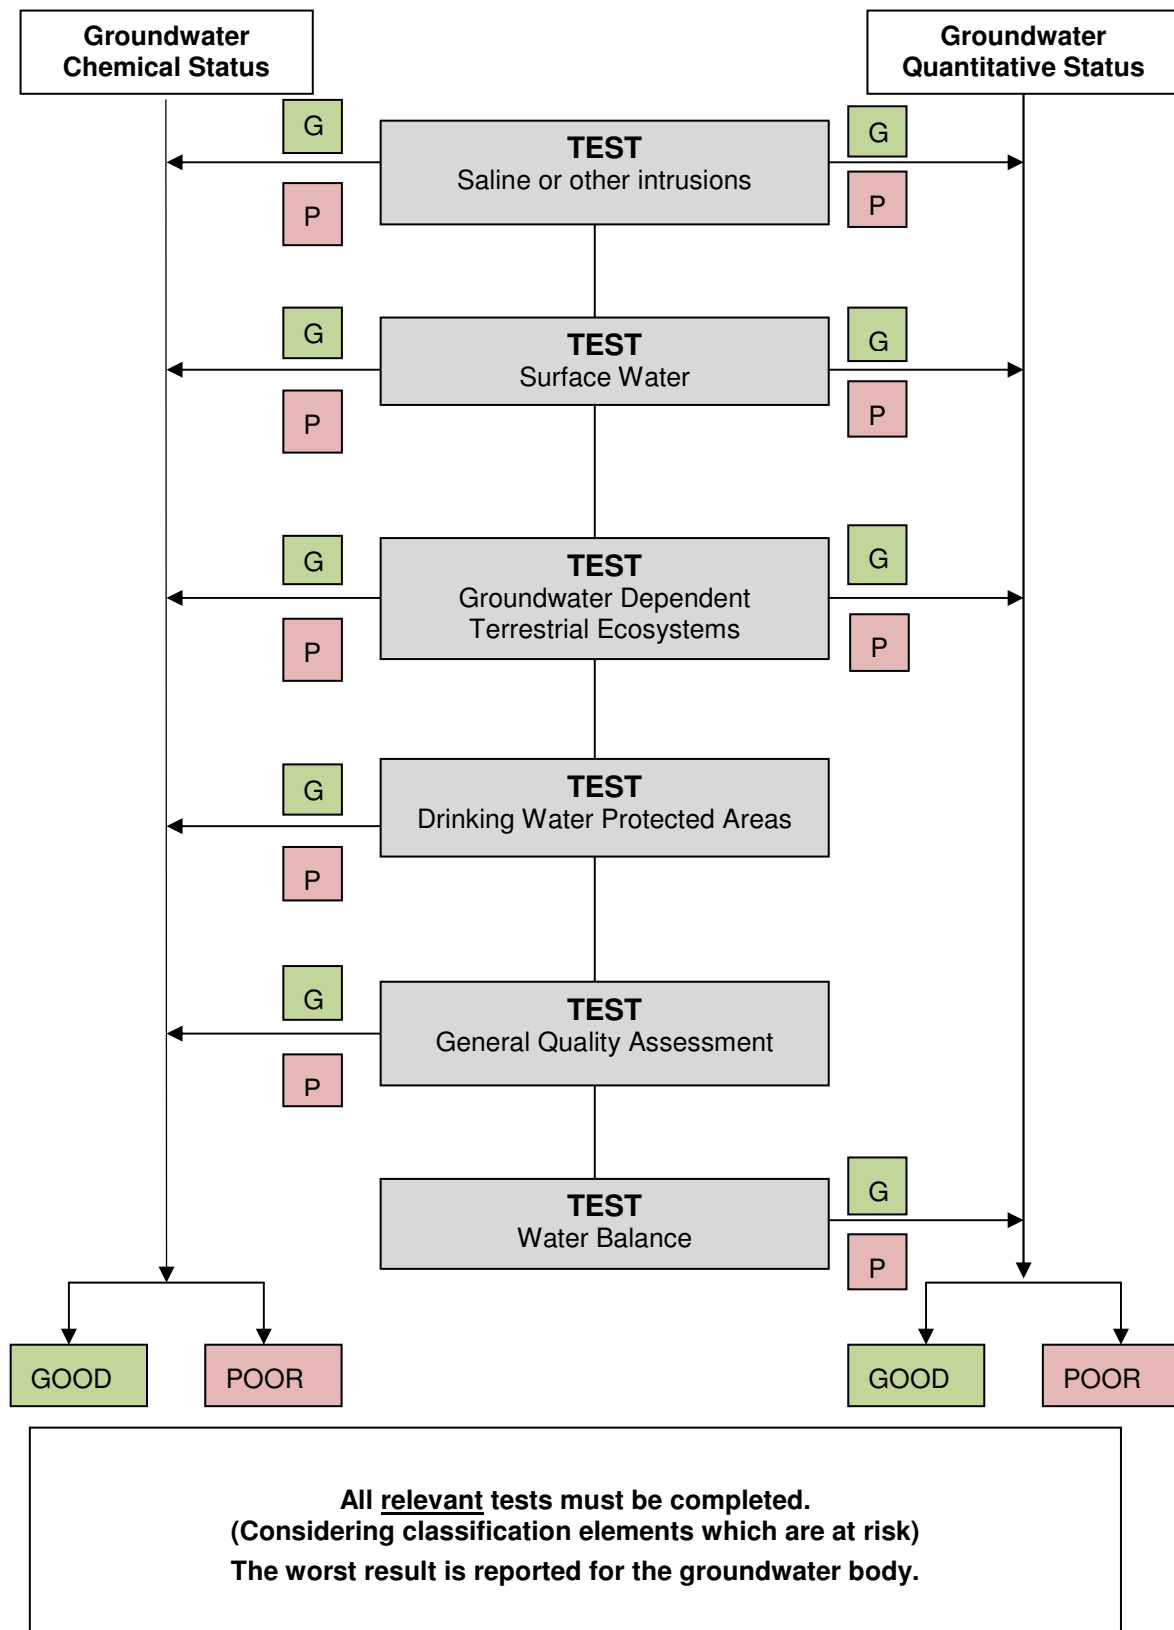 Groundwater
Chemical Status
Groundwater
Quantitative Status
G
P
TEST
Saline or other intrusions
G
P
G
P
TEST
Surface Water
G
P
G
P
TEST
Groundwater Dependent
Terrestrial Ecosystems
G
P
G
P
TEST
Drinking Water Protected Areas
G
P
TEST
General Quality Assessment
TEST
Water Balance
G
P
GOOD
POOR
GOOD
POOR
All relevant tests must be completed.
(Considering classification elements which are at risk)
The worst result is reported for the groundwater body.